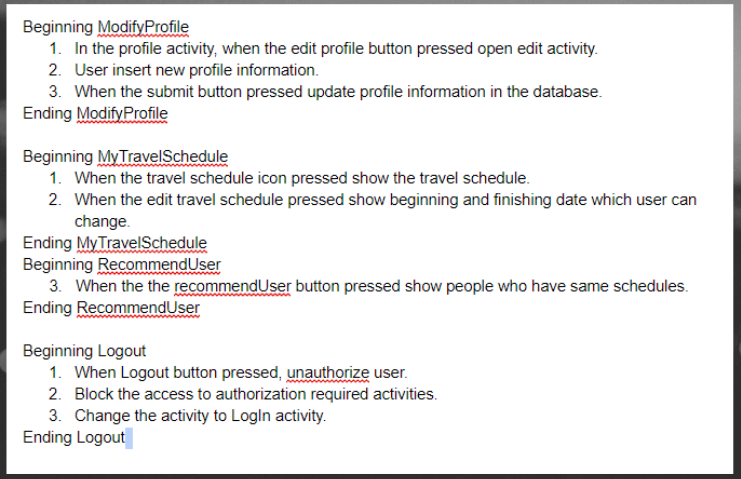 Beginning ModifyProfile
1. In the profile activity, when the edit profile button pressed open edit activity.
2. User insert new profile information.
3. When the submit button pressed update profile information in the database.
Ending ModifyProfile
Beginning MyTravelSchedule
1. When the travel schedule icon pressed show the travel schedule.
2. When the edit travel schedule pressed show beginning and finishing date which user can
change.
Ending MyTravelSchedule
Beginning RecommendUser
3. When the the recommendUser button pressed show people who have same schedules.
Ending RecommendUser
Beginning Logout
1. When Logout button pressed, unauthorize user.
2. Block the access to authorization required activities.
3. Change the activity to LogIn activity.
Ending Logout